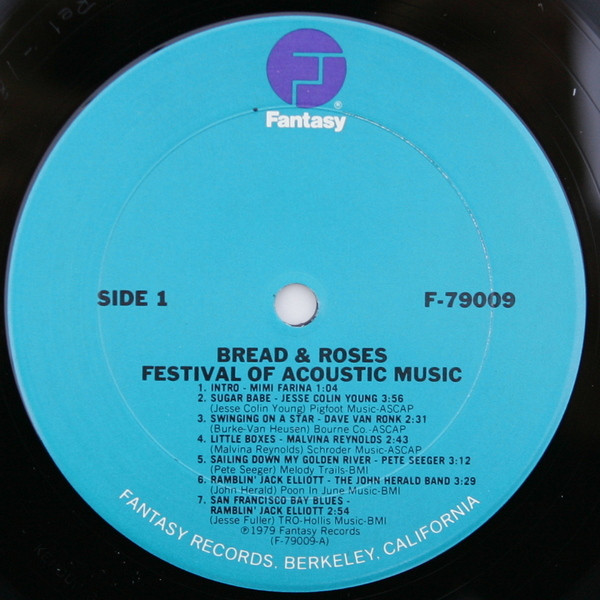 Fantasy
®
SIDE 1
F-79009
BREAD & ROSES
FESTIVAL OF ACOUSTIC MUSIC
1. INTRO - MIMI FARINA 1:04
2. SUGAR BABE - JESSE COLIN YOUNG 3:56
(Jesse Colin Young) Pigfoot Music-ASCAP
3. SWINGING ON A STAR - DAVE VAN RONK 2:31
(Burke-Van Heusen) Bourne Co.-ASCAP
4. LITTLE BOXES - MALVINA REYNOLDS 2:43
(Malvina Reynolds) Schroder Music-ASCAP
5. SAILING DOWN MY GOLDEN RIVER - PETE SEEGER 3:12
(Pete Seeger) Melody Trails-BMI
6. RAMBLIN' JACK ELLIOTT - THE JOHN HERALD BAND 3:29
(John Herald) Poon In June Music-BMI
7. SAN FRANCISCO BAY BLUES -
RAMBLIN' JACK ELLIOTT 2:54
(Jesse Fuller) TRO-Hollis Music-BMI
℗1979 Fantasy Records
(F-79009-A)
FANTASY RECORDS, BERKELEY, CALIFORNIA